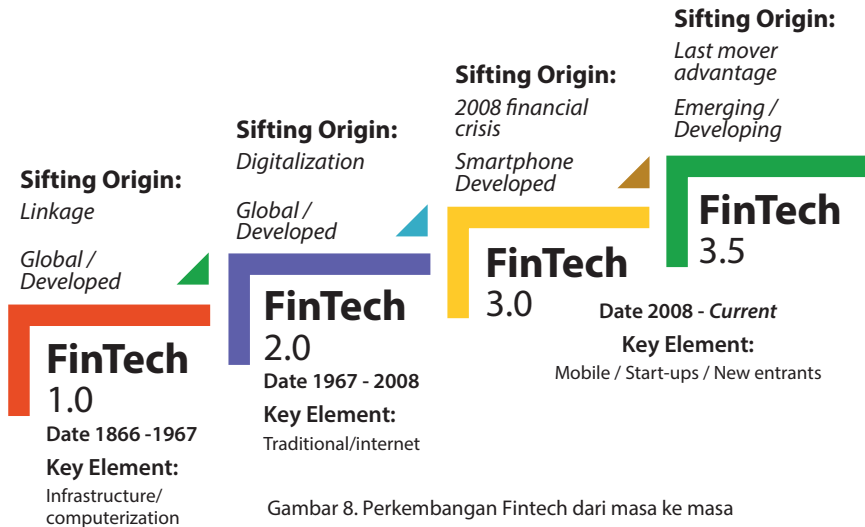 Sifting Origin:
Linkage
Global /
Developed
FinTech
1.0
Date 1866 -1967
Key Element:
Infrastructure/
computerization
Sifting Origin:
Digitalization
Global /
Developed
FinTech
2.0
Date 1967 - 2008
Key Element:
Traditional/internet
Sifting Origin:
2008 financial
crisis
Smartphone
Developed
FinTech
3.0
Sifting Origin:
Last mover
advantage
Emerging /
Developing
FinTech
3.5
Date 2008 - Current
Key Element:
Mobile / Start-ups / New entrants
Gambar 8. Perkembangan Fintech dari masa ke masa